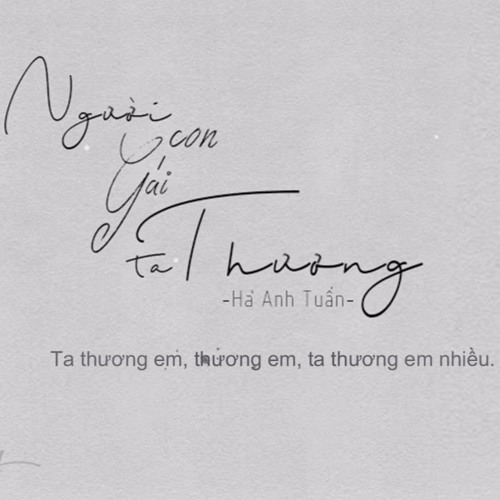 Người
con
Gái
ta Thương
-Hà Anh Tuấn-
Ta thương em, thương em, ta thương em nhiều.